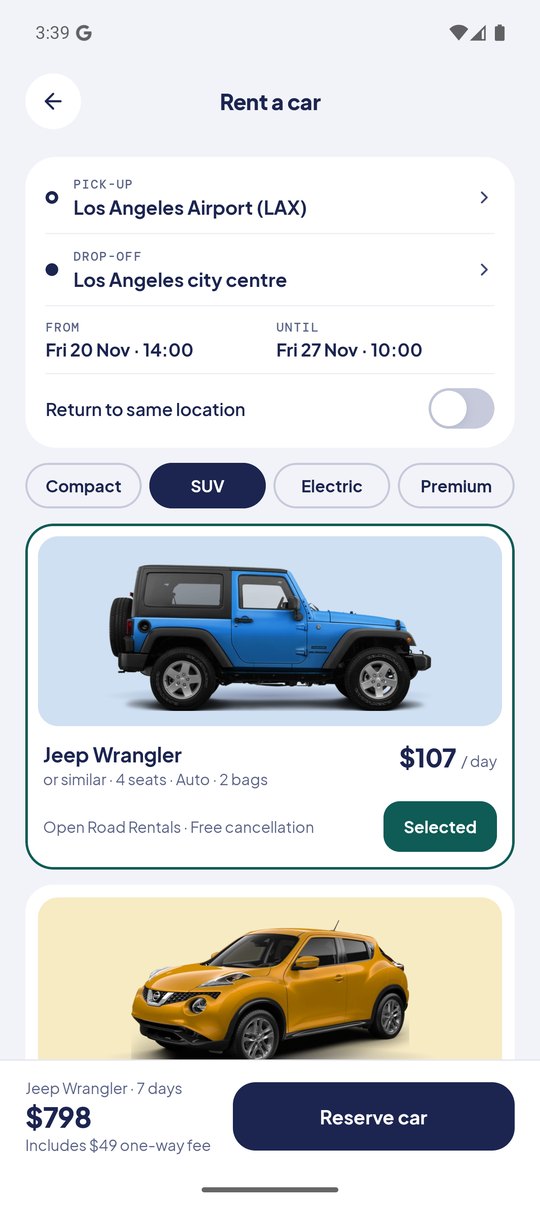 3:39
Rent a car
PICK-UP
Los Angeles Airport (LAX)
DROP-OFF
Los Angeles city centre
FROM
Fri 20 Nov · 14:00
UNTIL
Fri 27 Nov · 10:00
Return to same location
Compact
SUV
Electric
Premium
Jeep Wrangler
$107 / day
or similar · 4 seats · Auto · 2 bags
Open Road Rentals · Free cancellation
Selected
Jeep Wrangler · 7 days
$798
Includes $49 one-way fee
Reserve car